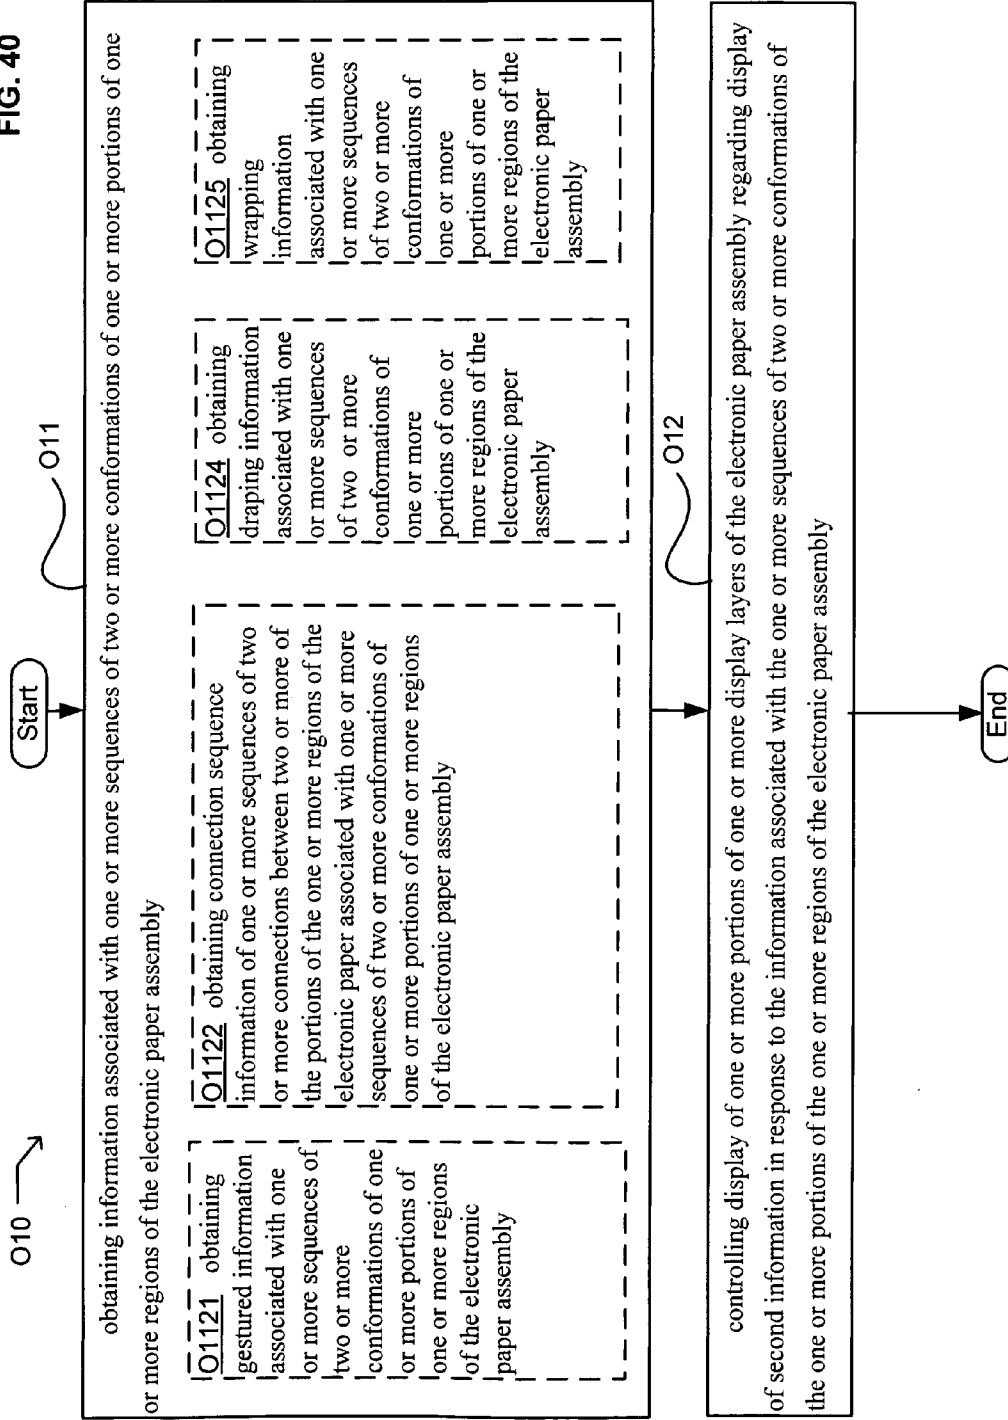 FIG. 40
O10
Start
O11
obtaining information associated with one or more sequences of two or more conformations of one or more portions of one
or more regions of the electronic paper assembly
O1121 obtaining
gestured information
associated with one
or more sequences of
two or more
conformations of one
or more portions of
one or more regions
of the electronic
paper assembly
O1122 obtaining connection sequence
information of one or more sequences of two
or more connections between two or more of
the portions of the one or more regions of the
electronic paper associated with one or more
sequences of two or more conformations of
one or more portions of one or more regions
of the electronic paper assembly
O1124 obtaining
draping information
associated with one
or more sequences
of two or more
conformations of
one or more
portions of one or
more regions of the
electronic paper
assembly
O1125 obtaining
wrapping
information
associated with one
or more sequences
of two or more
conformations of
one or more
portions of one or
more regions of the
electronic paper
assembly
O12
controlling display of one or more portions of one or more display layers of the electronic paper assembly regarding display
of second information in response to the information associated with the one or more sequences of two or more conformations of
the one or more portions of the one or more regions of the electronic paper assembly
End